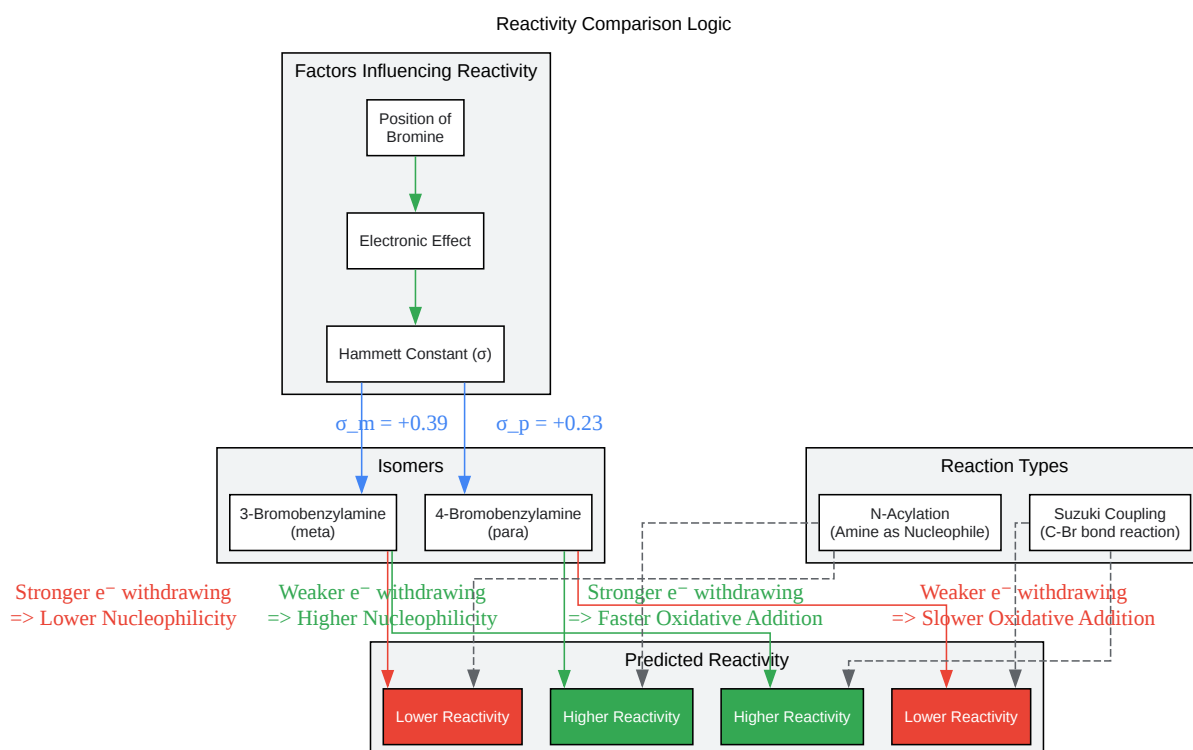 Reactivity Comparison Logic
Factors Influencing Reactivity
Position of
Bromine
Electronic Effect
Hammett Constant (σ)
σ_m = +0.39
σ_p = +0.23
Isomers
Reaction Types
3-Bromobenzylamine
(meta)
4-Bromobenzylamine
(para)
N-Acylation
(Amine as Nucleophile)
Suzuki Coupling
(C-Br bond reaction)
Stronger e⁻ withdrawing
=> Lower Nucleophilicity
Weaker e⁻ withdrawing
=> Higher Nucleophilicity
Stronger e⁻ withdrawing
=> Faster Oxidative Addition
Weaker e⁻ withdrawing
=> Slower Oxidative Addition
Predicted Reactivity
Lower Reactivity
Higher Reactivity
Higher Reactivity
Lower Reactivity